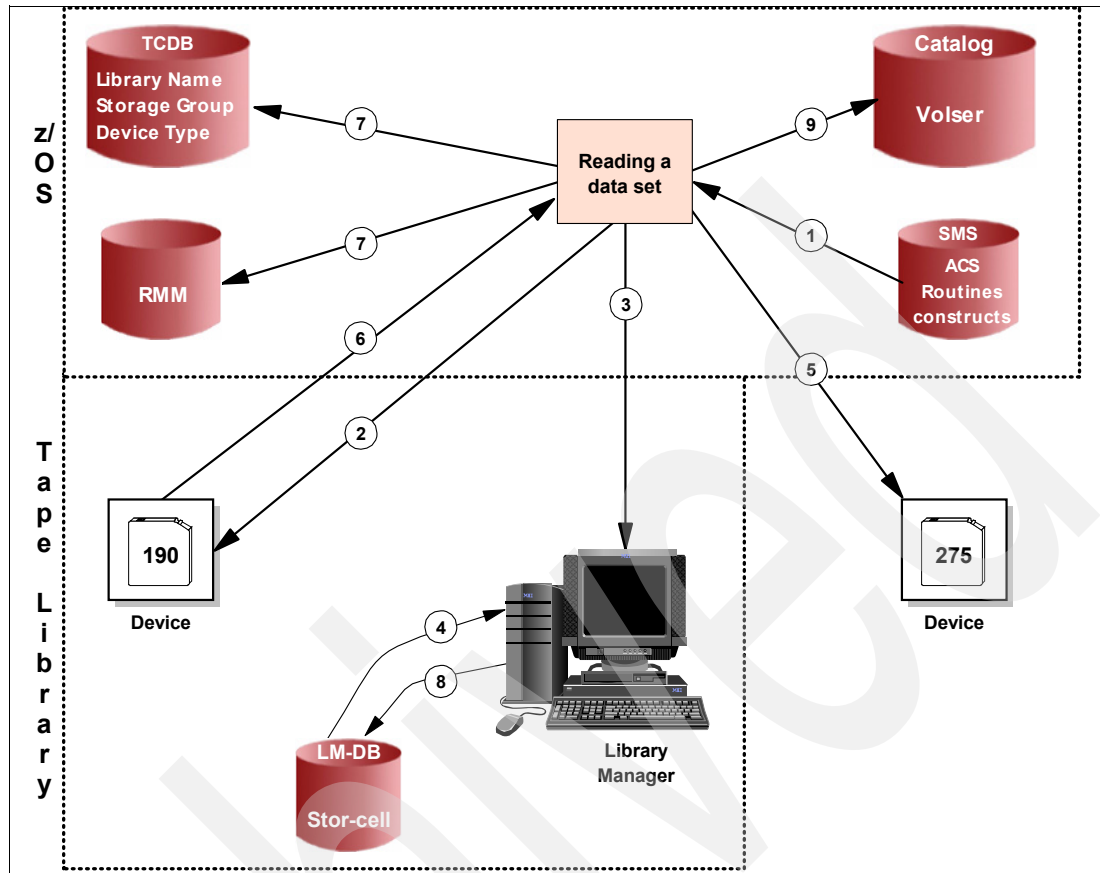 TCDB
Library Name
Storage Group
Device Type
Catalog
Volser
z/
O
S
7
9
Reading a
data set
7
1
SMS
ACS
Routines
constructs
RMM
3
6
5
2
T
a
p
e
L
i
b
r
a
r
y
190
Device
275
Device
4
8
LM-DB
Stor-cell
Library
Manager